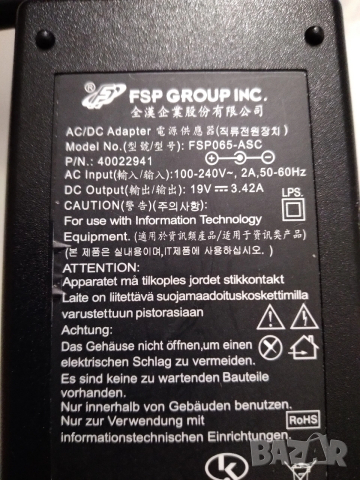 FSP GROUP INC.
全漢企業股份有限公司
AC/DC Adapter 電源供應器(직류전원장치)
Model No.(型號/型号): FSP065-ASC
P/N.: 40022941
AC Input(輸入/输入):100-240V~, 2A,50-60Hz
DC Output(輸出/输出): 19V ⎓ 3.42A
CAUTION(警告)(주의사항): LPS.
For use with Information Technology
Equipment. (適用於資訊類產品/适用于资讯类产品)
(본 제품은 실내용이며,IT제품에 사용하십시오)
ATTENTION:
Apparatet må tilkoples jordet stikkontakt
Laite on liitettävä suojamaadoituskoskettimilla
varustettuun pistorasiaan
Achtung:
Das Gehäuse nicht öffnen,um einen
elektrischen Schlag zu vermeiden.
Es sind keine zu wartenden Bauteile
vorhanden.
Nur innerhalb von Gebäuden benutzen.
Nur zur Verwendung mit RoHS
informationstechnischen Einrichtungen.
BAZAR